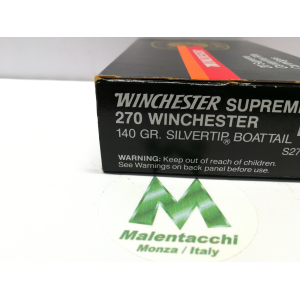 WINCHESTER SUPREM
270 WINCHESTER
140 GR. SILVERTIP® BOATTAIL
S27
WARNING: Keep out of reach of children.
See Warnings on back panel before use.
Malentacchi
Monza / Italy